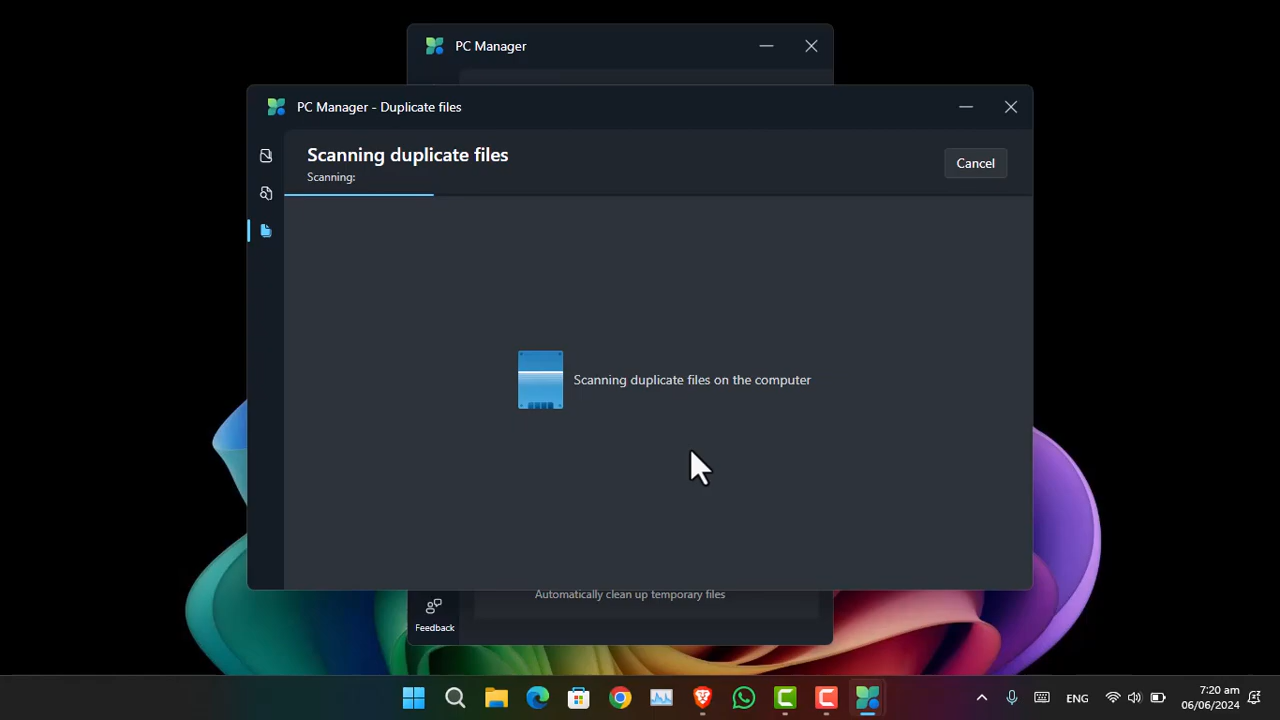 PC Manager
PC Manager - Duplicate files
Scanning duplicate files
Scanning:
Cancel
Scanning duplicate files on the computer
Automatically clean up temporary files
Feedback
ENG
7:20 am
06/06/2024